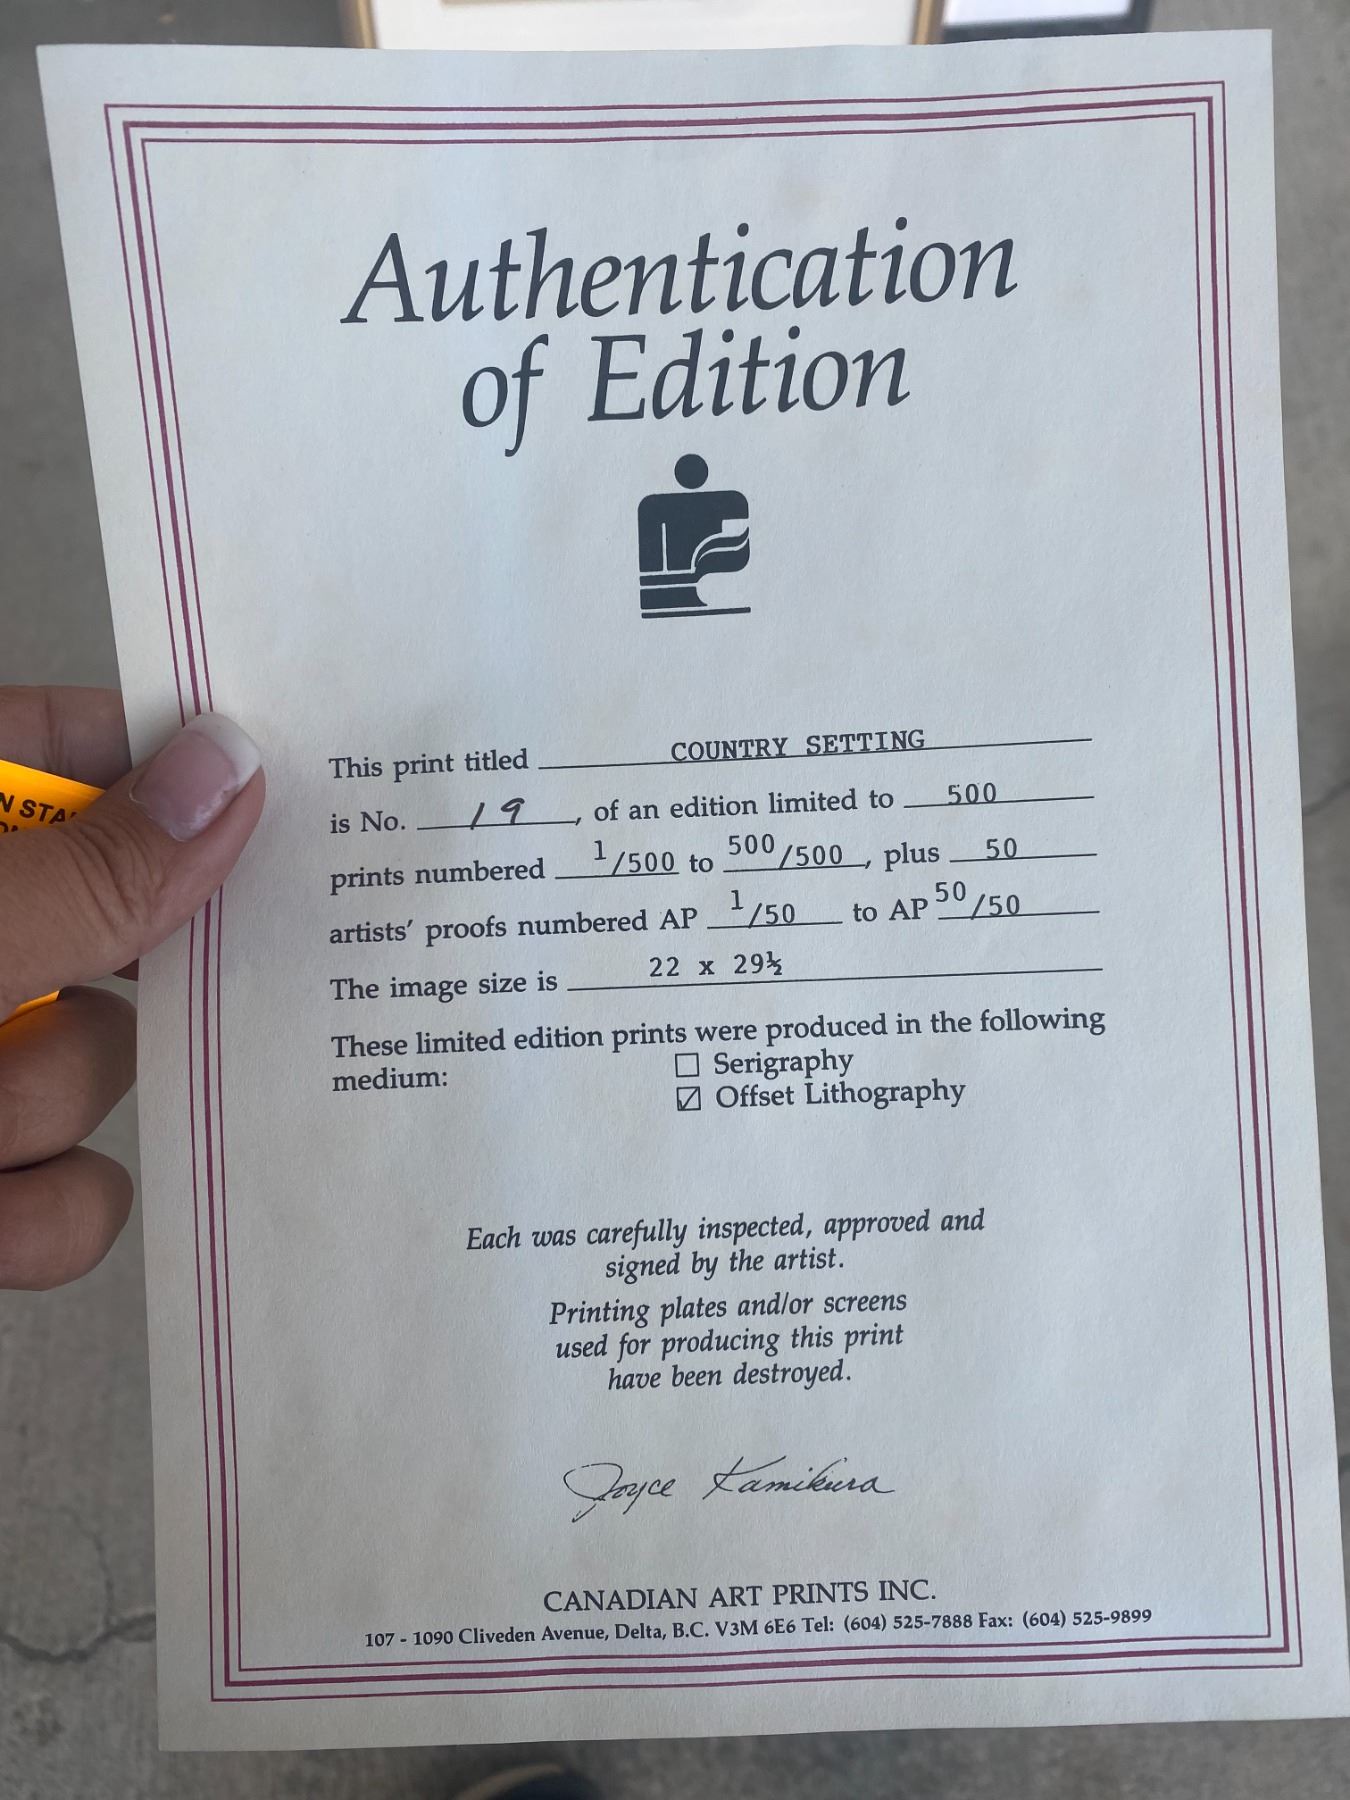 Authentication
of Edition
This print titled COUNTRY SETTING
is No. 19, of an edition limited to 500
prints numbered 1/500 to 500/500, plus 50
artists' proofs numbered AP 1/50 to AP 50/50
The image size is 22 x 29½
These limited edition prints were produced in the following
medium: ☐ Serigraphy
☑ Offset Lithography
Each was carefully inspected, approved and
signed by the artist.
Printing plates and/or screens
used for producing this print
have been destroyed.
Joyce Kamikura
CANADIAN ART PRINTS INC.
107 - 1090 Cliveden Avenue, Delta, B.C. V3M 6E6 Tel: (604) 525-7888 Fax: (604) 525-9899